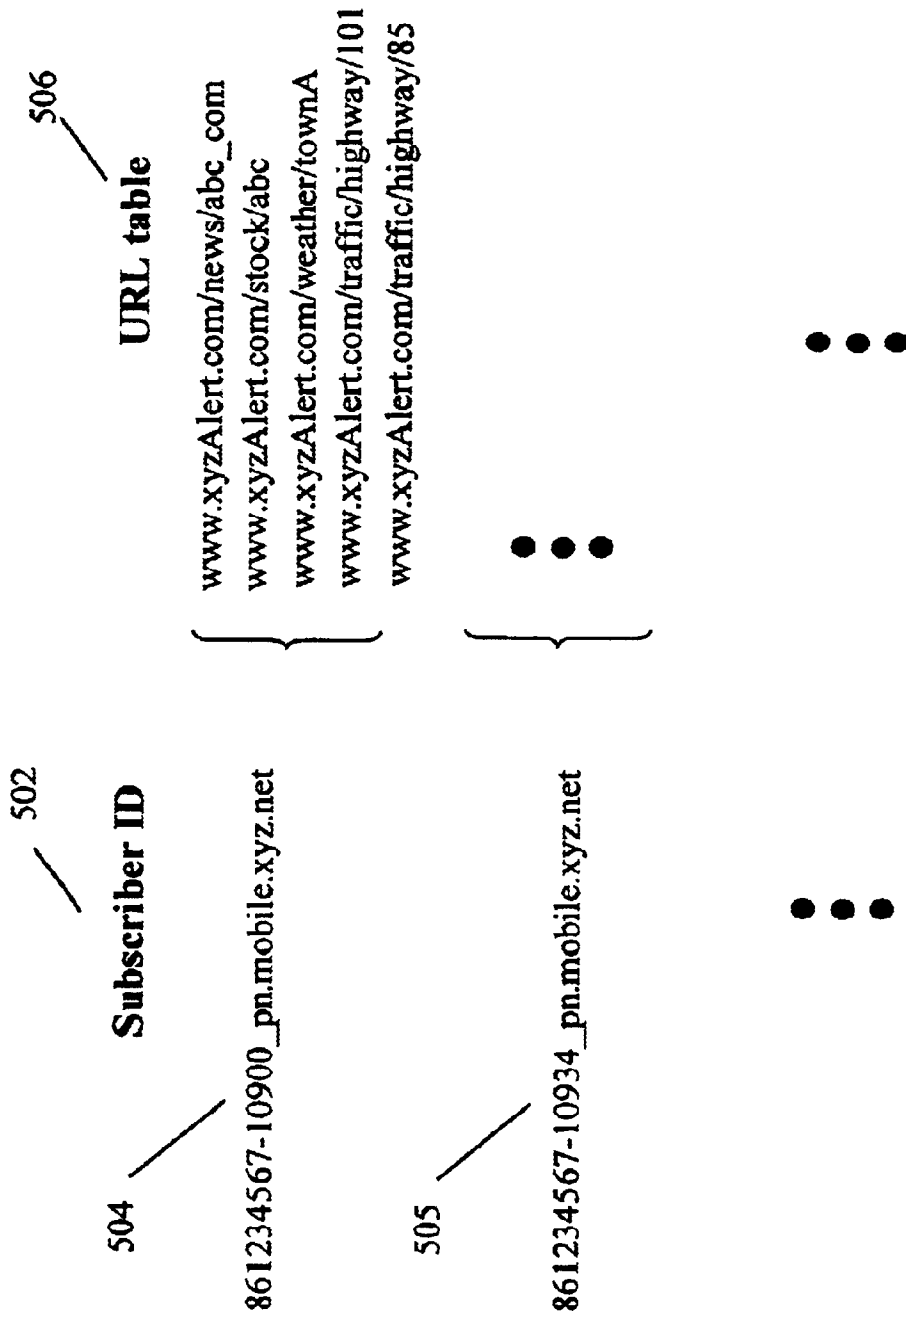 502
506
Subscriber ID
URL table
504
861234567-10900_pn.mobile.xyz.net
www.xyzAlert.com/news/abc_com
www.xyzAlert.com/stock/abc
www.xyzAlert.com/weather/townA
www.xyzAlert.com/traffic/highway/101
www.xyzAlert.com/traffic/highway/85
505
861234567-10934_pn.mobile.xyz.net